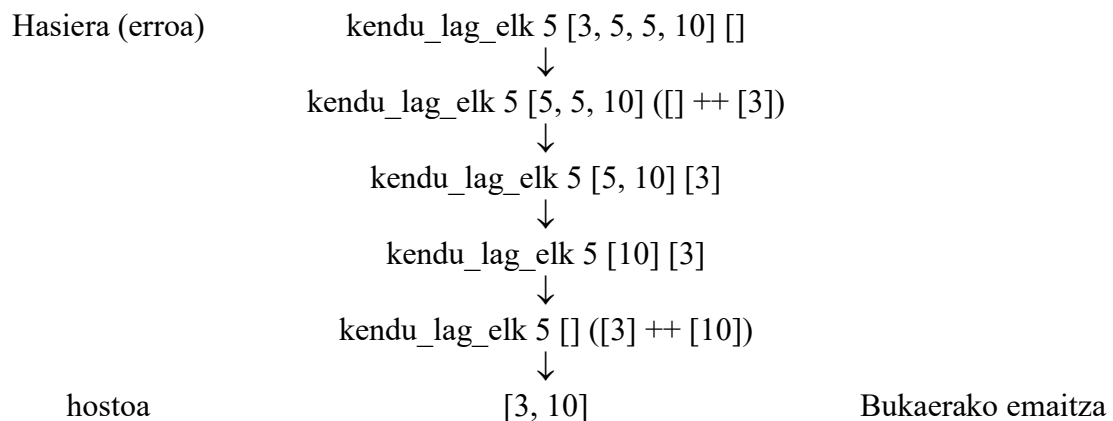 Hasiera (erroa) kendu_lag_elk 5 [3, 5, 5, 10] []
↓
kendu_lag_elk 5 [5, 5, 10] ([] ++ [3])
↓
kendu_lag_elk 5 [5, 10] [3]
↓
kendu_lag_elk 5 [10] [3]
↓
kendu_lag_elk 5 [] ([3] ++ [10])
↓
hostoa [3, 10] Bukaerako emaitza